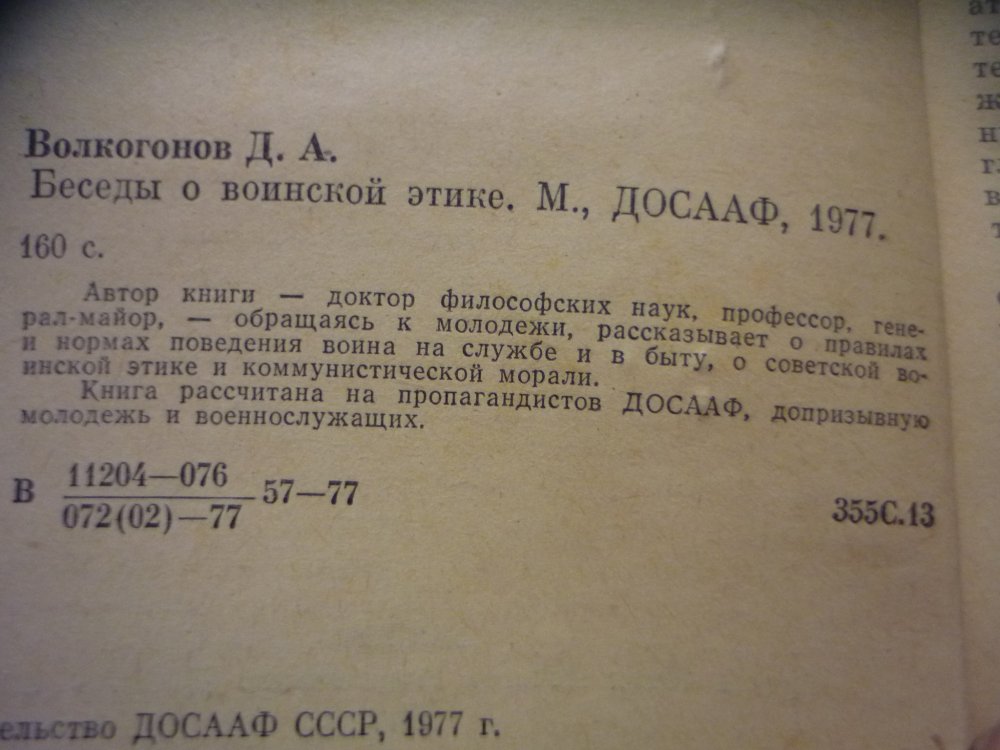 Волкогонов Д. А.
Беседы о воинской этике. М., ДОСААФ, 1977.
160 с.
Автор книги — доктор философских наук, профессор, гене-
рал-майор, — обращаясь к молодежи, рассказывает о правилах
и нормах поведения воина на службе и в быту, о советской во-
инской этике и коммунистической морали.
Книга рассчитана на пропагандистов ДОСААФ, допризывную
молодежь и военнослужащих.
В 11204—076
072(02)—77 57—77
355С.13
ельство ДОСААФ СССР, 1977 г.